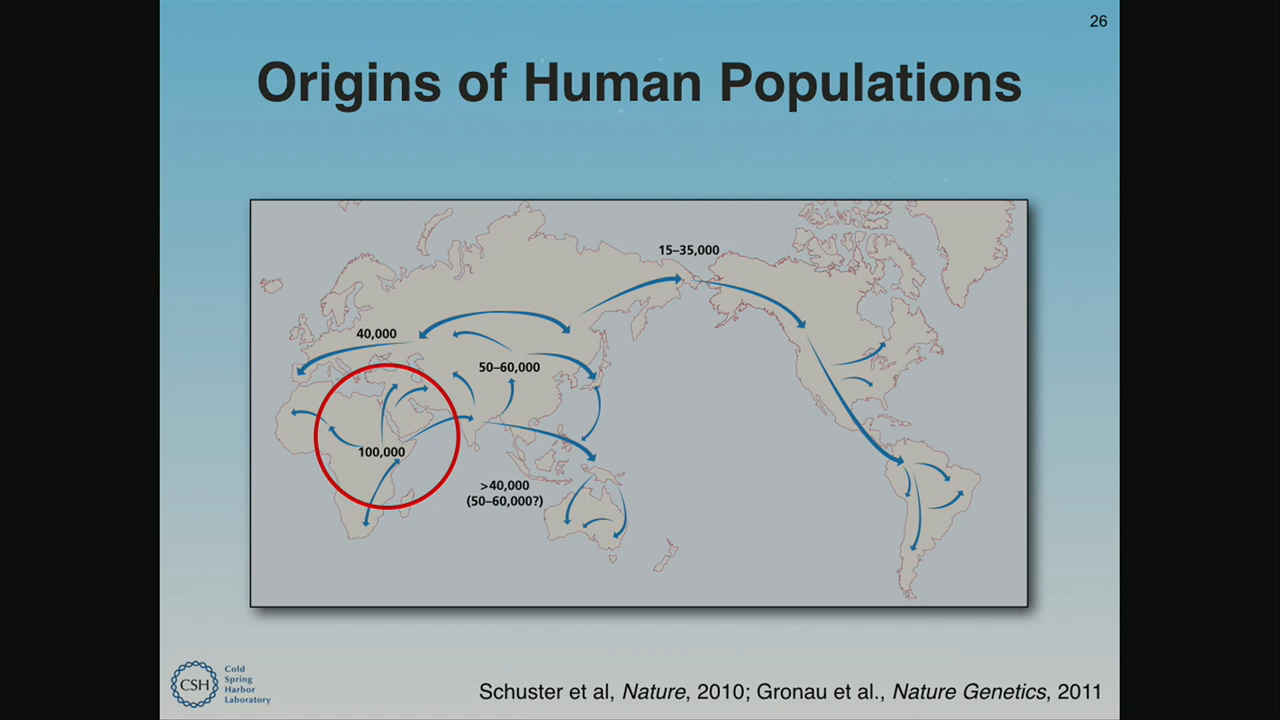 26
Origins of Human Populations
15–35,000
40,000
50–60,000
100,000
>40,000
(50–60,000?)
CSH
Cold
Spring
Harbor
Laboratory
Schuster et al, Nature, 2010; Gronau et al., Nature Genetics, 2011